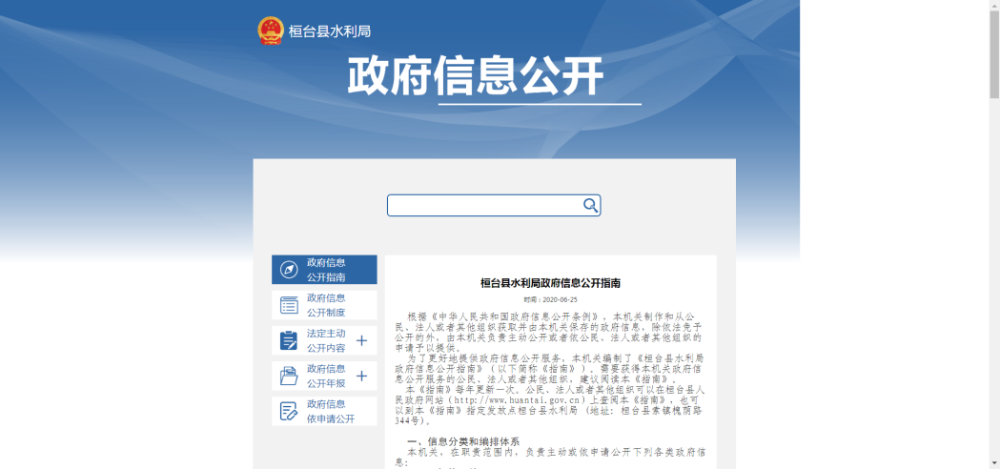 桓台县水利局
政府信息公开
政府信息
公开指南
政府信息
公开制度
法定主动
公开内容
政府信息
公开年报
政府信息
依申请公开
桓台县水利局政府信息公开指南
时间：2020-06-25
根据《中华人民共和国政府信息公开条例》，本机关制作和从公
民、法人或者其他组织获取并由本机关保存的政府信息，除依法免予
公开的外，由本机关负责主动公开或者依公民、法人或者其他组织的
申请予以提供。
为了更好地提供政府信息公开服务，本机关编制了《桓台县水利局
政府信息公开指南》（以下简称《指南》）。需要获得本机关政府信
息公开服务的公民、法人或者其他组织，建议阅读本《指南》。
本《指南》每年更新一次。公民、法人或者其他组织可以在桓台县人
民政府网站（http://www.huantai.gov.cn）上查阅本《指南》，也可
以到本《指南》指定发放点桓台县水利局（地址：桓台县索镇槐荫路
344号）。
一、信息分类和编排体系
本机关，在职责范围内，负责主动或依申请公开下列各类政府信
息：